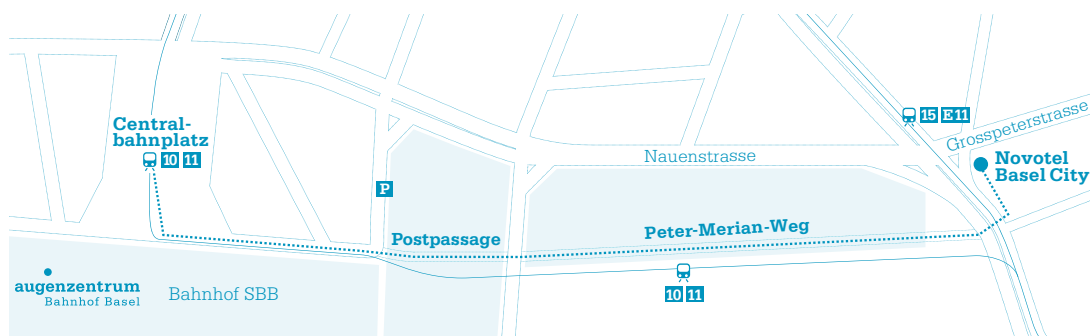 Central-
bahnplatz
10 11
P
Postpassage
augenzentrum
Bahnhof Basel
Bahnhof SBB
Nauenstrasse
Peter-Merian-Weg
10 11
15 E11
Grosspeterstrasse
Novotel
Basel City